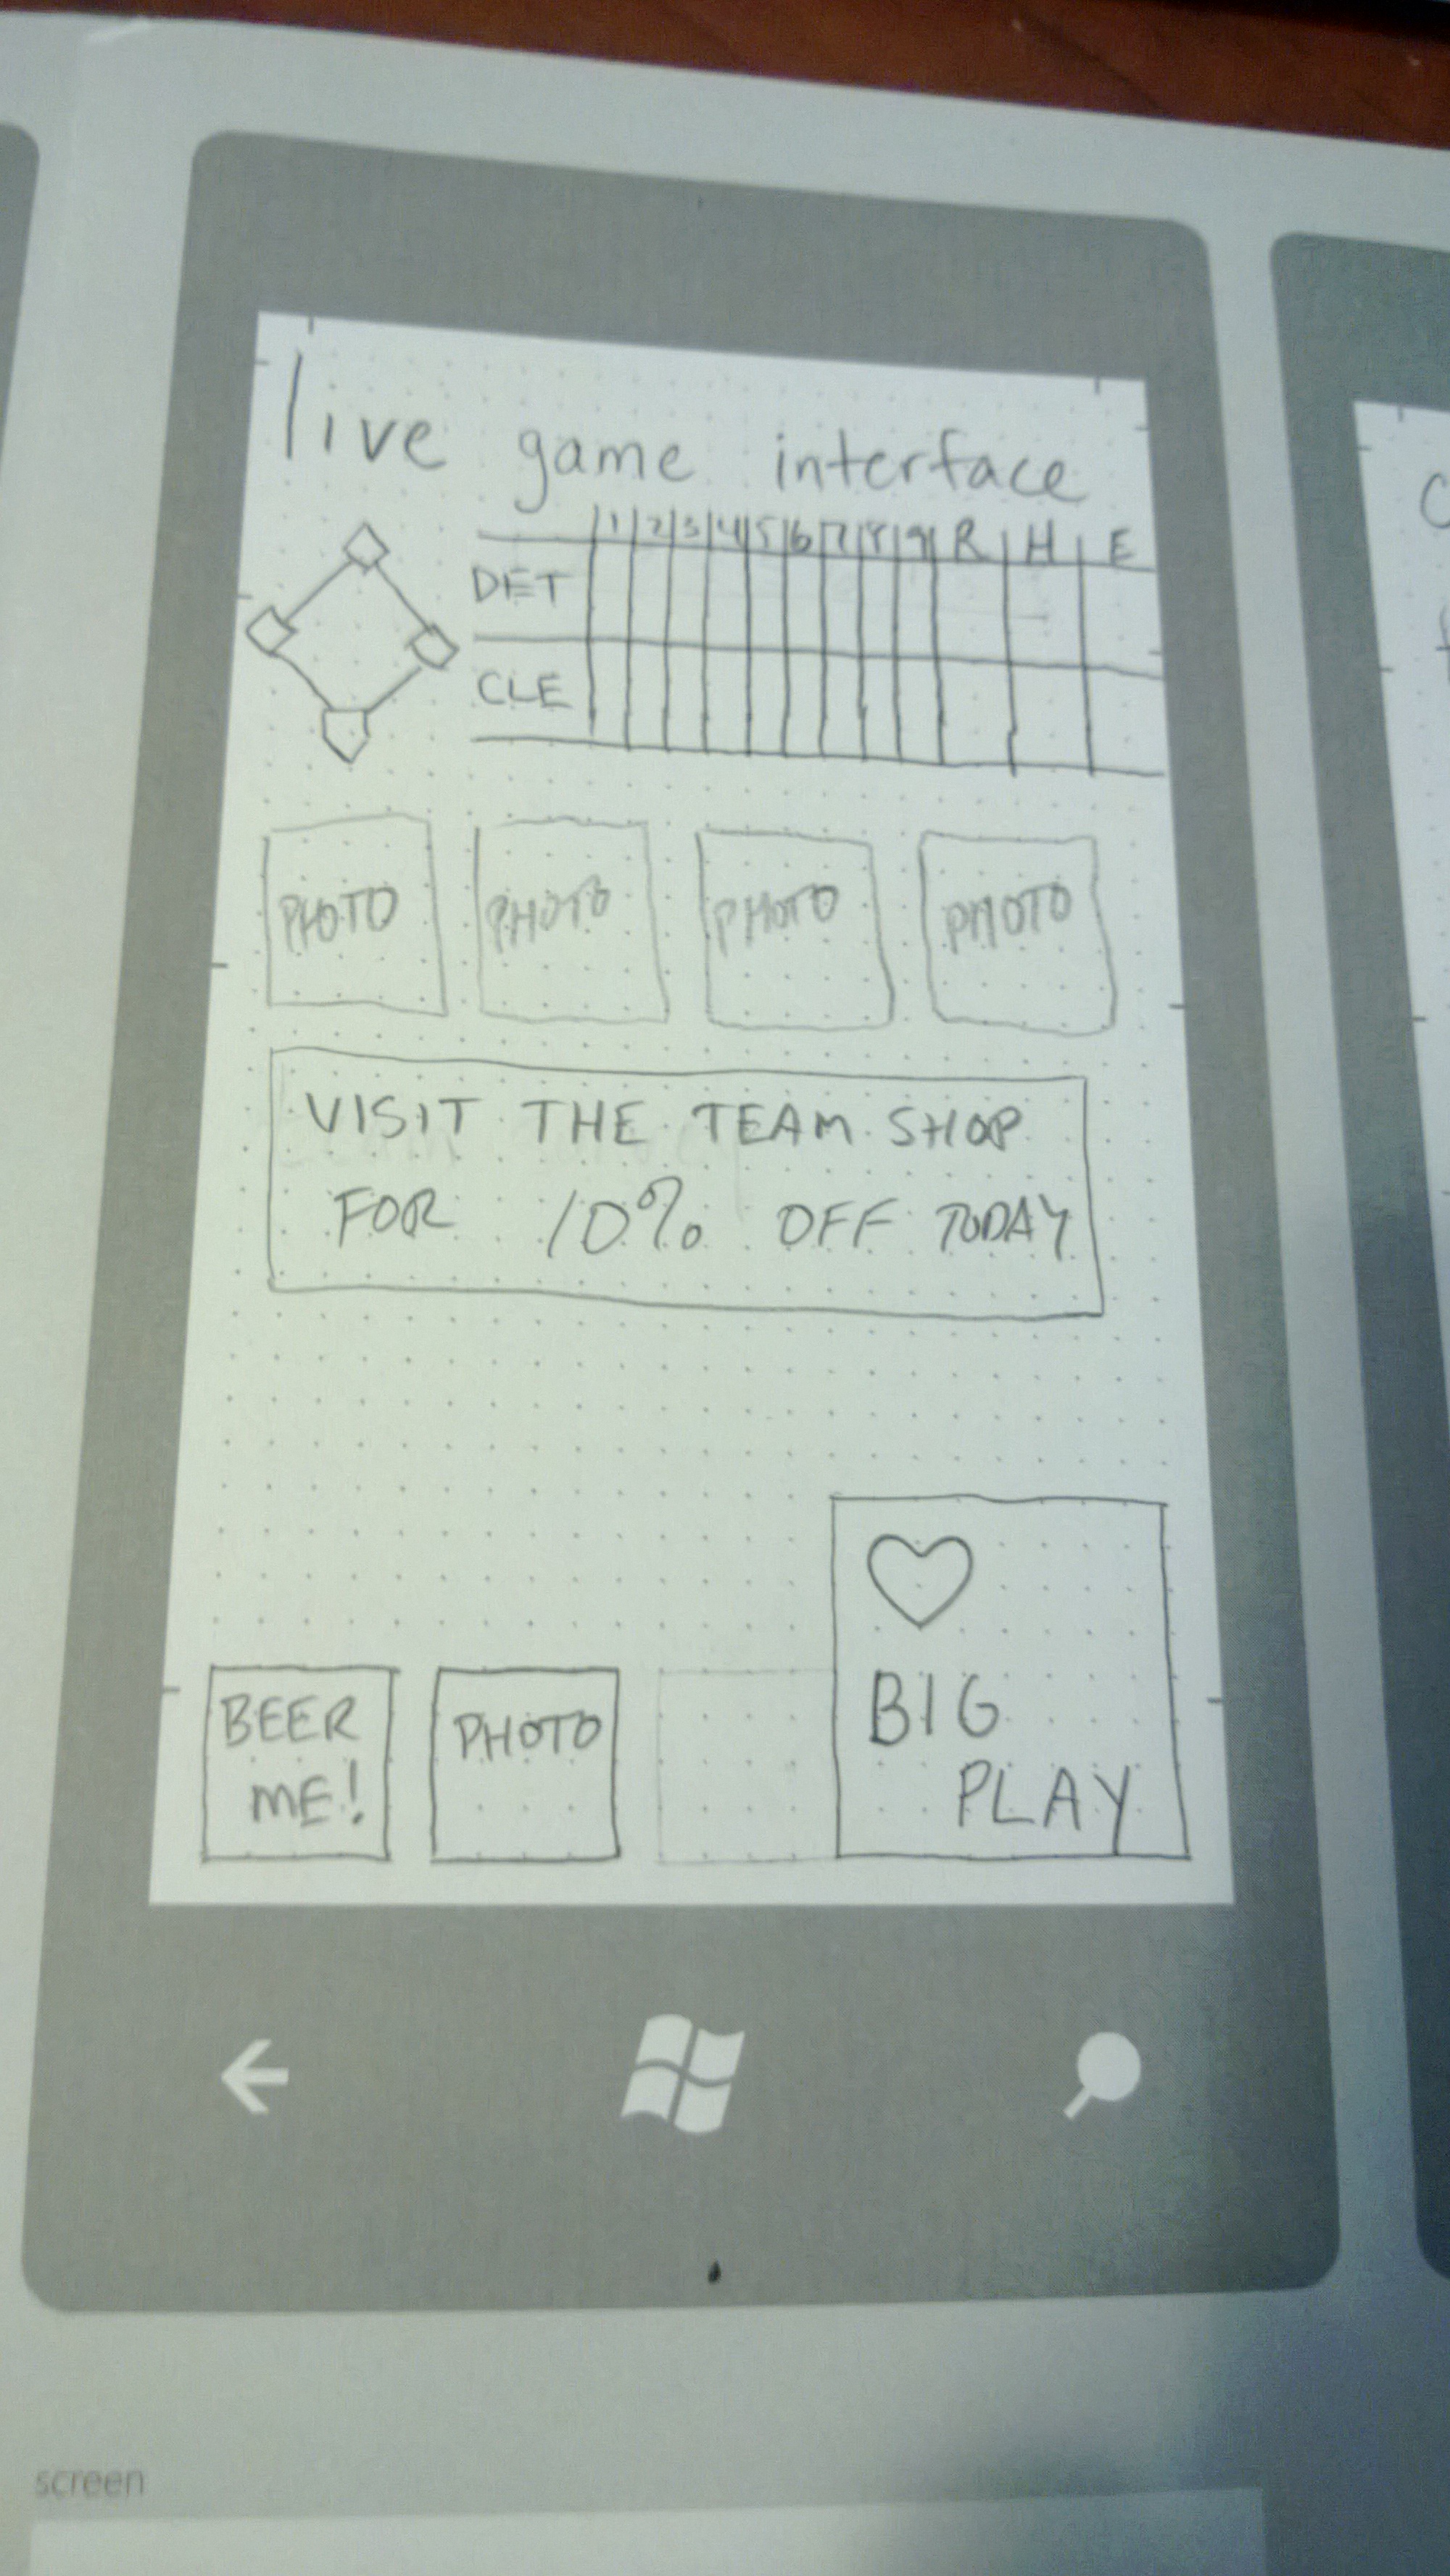 live game interface
1 2 3 4 5 6 7 8 9 R H E
DET
CLE
PHOTO PHOTO PHOTO PHOTO
VISIT THE TEAM SHOP
FOR 10% OFF TODAY
BEER
ME!
PHOTO
BIG
PLAY
screen